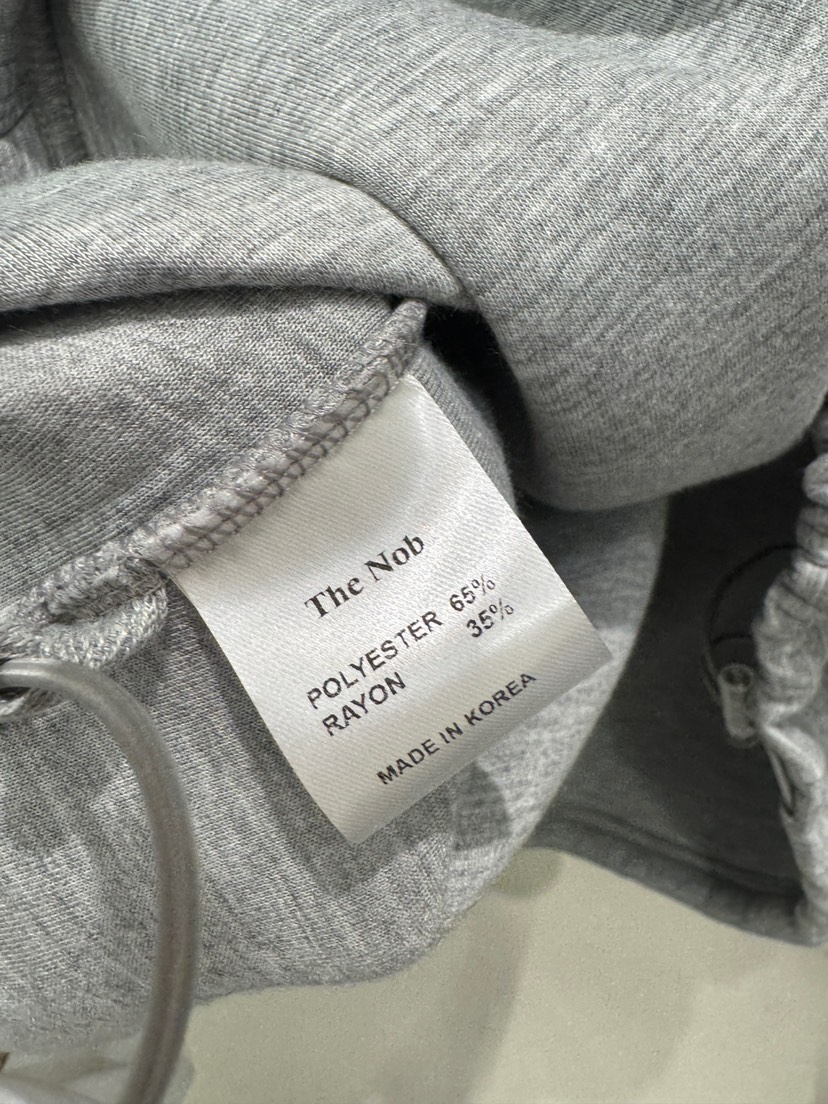 The Nob
POLYESTER 65%
RAYON 35%
MADE IN KOREA